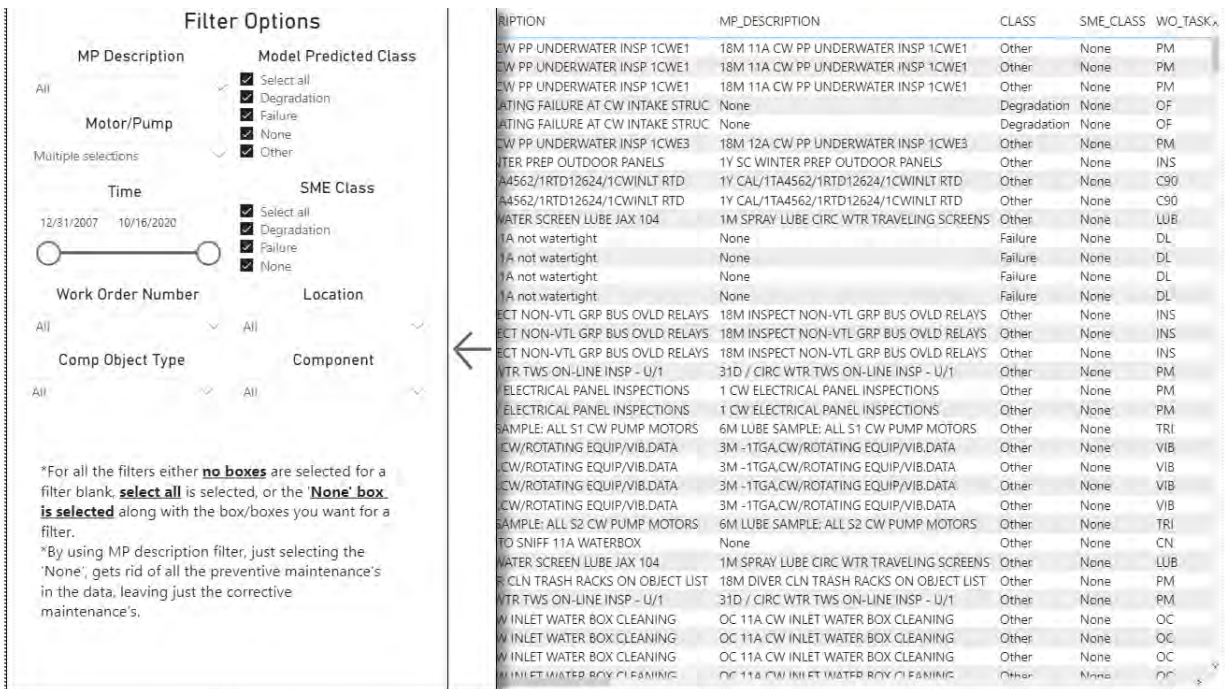 Filter Options
MP Description
All
Model Predicted Class
Select all
Degradation
Failure
None
Other
Motor/Pump
Multiple selections
Time
12/31/2007 10/16/2020
SME Class
Select all
Degradation
Failure
None
Work Order Number
All
Location
All
Comp Object Type
All
Component
All
*For all the filters either no boxes are selected for a
filter blank, select all is selected, or the 'None' box
is selected along with the box/boxes you want for a
filter.
*By using MP description filter, just selecting the
'None', gets rid of all the preventive maintenance's
in the data, leaving just the corrective
maintenance's.
RIPTION MP_DESCRIPTION CLASS SME_CLASS WO_TASK
CW PP UNDERWATER INSP 1CWE1 18M 11A CW PP UNDERWATER INSP 1CWE1 Other None PM
CW PP UNDERWATER INSP 1CWE1 18M 11A CW PP UNDERWATER INSP 1CWE1 Other None PM
CW PP UNDERWATER INSP 1CWE1 18M 11A CW PP UNDERWATER INSP 1CWE1 Other None PM
ATING FAILURE AT CW INTAKE STRUC None Degradation None OF
ATING FAILURE AT CW INTAKE STRUC None Degradation None OF
CW PP UNDERWATER INSP 1CWE3 18M 12A CW PP UNDERWATER INSP 1CWE3 Other None PM
NTER PREP OUTDOOR PANELS 1Y SC WINTER PREP OUTDOOR PANELS Other None INS
TA4562/1RTD12624/1CWINLT RTD 1Y CAL/1TA4562/1RTD12624/1CWINLT RTD Other None C90
TA4562/1RTD12624/1CWINLT RTD 1Y CAL/1TA4562/1RTD12624/1CWINLT RTD Other None C90
WATER SCREEN LUBE JAX 104 1M SPRAY LUBE CIRC WTR TRAVELING SCREENS Other None LUB
1A not watertight None Failure None DL
1A not watertight None Failure None DL
1A not watertight None Failure None DL
1A not watertight None Failure None DL
ECT NON-VTL GRP BUS OVLD RELAYS 18M INSPECT NON-VTL GRP BUS OVLD RELAYS Other None INS
ECT NON-VTL GRP BUS OVLD RELAYS 18M INSPECT NON-VTL GRP BUS OVLD RELAYS Other None INS
ECT NON-VTL GRP BUS OVLD RELAYS 18M INSPECT NON-VTL GRP BUS OVLD RELAYS Other None INS
WTR TWS ON-LINE INSP - U/1 31D / CIRC WTR TWS ON-LINE INSP - U/1 Other None PM
ELECTRICAL PANEL INSPECTIONS 1 CW ELECTRICAL PANEL INSPECTIONS Other None PM
ELECTRICAL PANEL INSPECTIONS 1 CW ELECTRICAL PANEL INSPECTIONS Other None PM
SAMPLE: ALL S1 CW PUMP MOTORS 6M LUBE SAMPLE: ALL S1 CW PUMP MOTORS Other None TRI
,CW/ROTATING EQUIP/VIB.DATA 3M -1TGA,CW/ROTATING EQUIP/VIB.DATA Other None VIB
,CW/ROTATING EQUIP/VIB.DATA 3M -1TGA,CW/ROTATING EQUIP/VIB.DATA Other None VIB
,CW/ROTATING EQUIP/VIB.DATA 3M -1TGA,CW/ROTATING EQUIP/VIB.DATA Other None VIB
,CW/ROTATING EQUIP/VIB.DATA 3M -1TGA,CW/ROTATING EQUIP/VIB.DATA Other None VIB
SAMPLE: ALL S2 CW PUMP MOTORS 6M LUBE SAMPLE: ALL S2 CW PUMP MOTORS Other None TRI
TO SNIFF 11A WATERBOX None Other None CN
WATER SCREEN LUBE JAX 104 1M SPRAY LUBE CIRC WTR TRAVELING SCREENS Other None LUB
R CLN TRASH RACKS ON OBJECT LIST 18M DIVER CLN TRASH RACKS ON OBJECT LIST Other None PM
WTR TWS ON-LINE INSP - U/1 31D / CIRC WTR TWS ON-LINE INSP - U/1 Other None PM
W INLET WATER BOX CLEANING OC 11A CW INLET WATER BOX CLEANING Other None OC
W INLET WATER BOX CLEANING OC 11A CW INLET WATER BOX CLEANING Other None OC
W INLET WATER BOX CLEANING OC 11A CW INLET WATER BOX CLEANING Other None OC
W INLET WATER BOX CLEANING OC 11A CW INLET WATER BOX CLEANING Other None OC